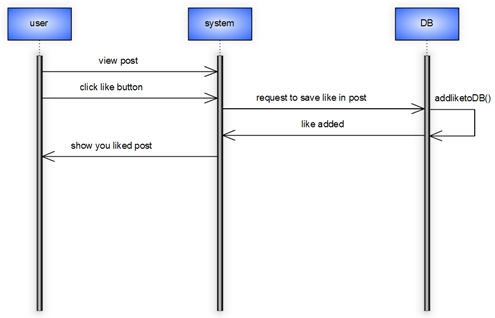 user
system
DB
view post
click like button
request to save like in post
addliketoDB()
like added
show you liked post